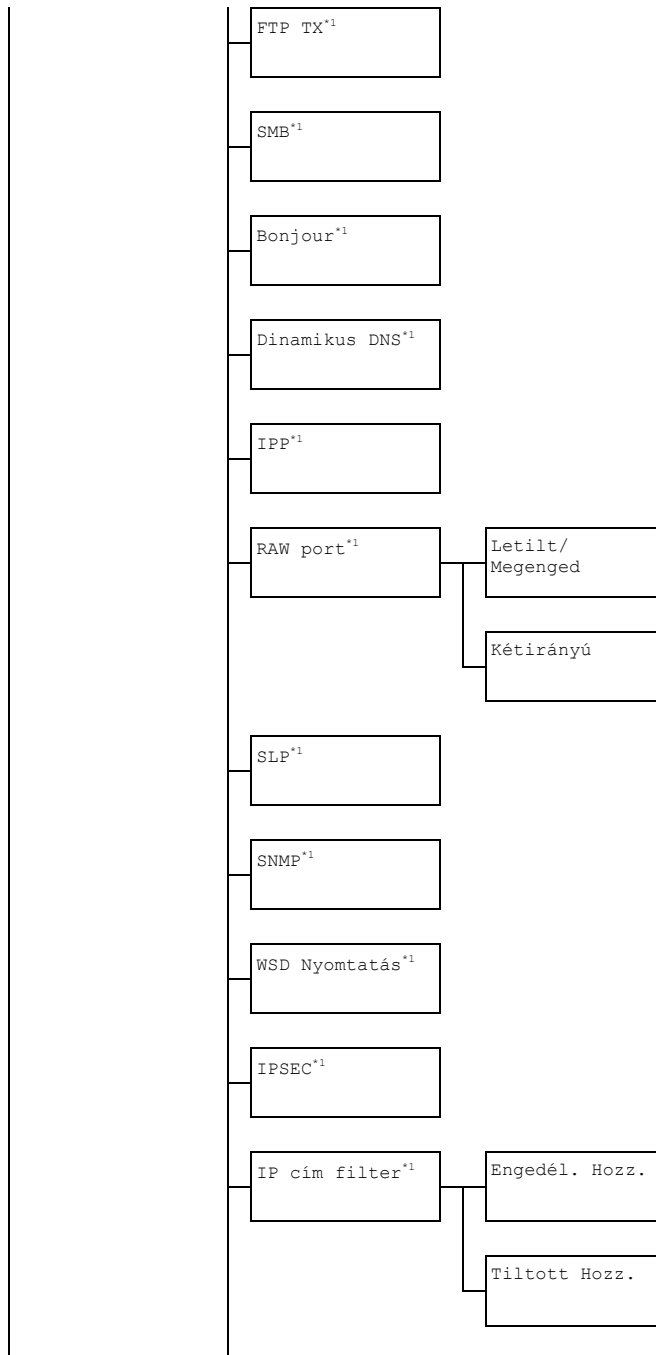 FTP TX*1
SMB*1
Bonjour*1
Dinamikus DNS*1
IPP*1
RAW port*1
Letilt/
Megenged
Kétirányú
SLP*1
SNMP*1
WSD Nyomtatás*1
IPSEC*1
IP cím filter*1
Engedél. Hozz.
Tiltott Hozz.